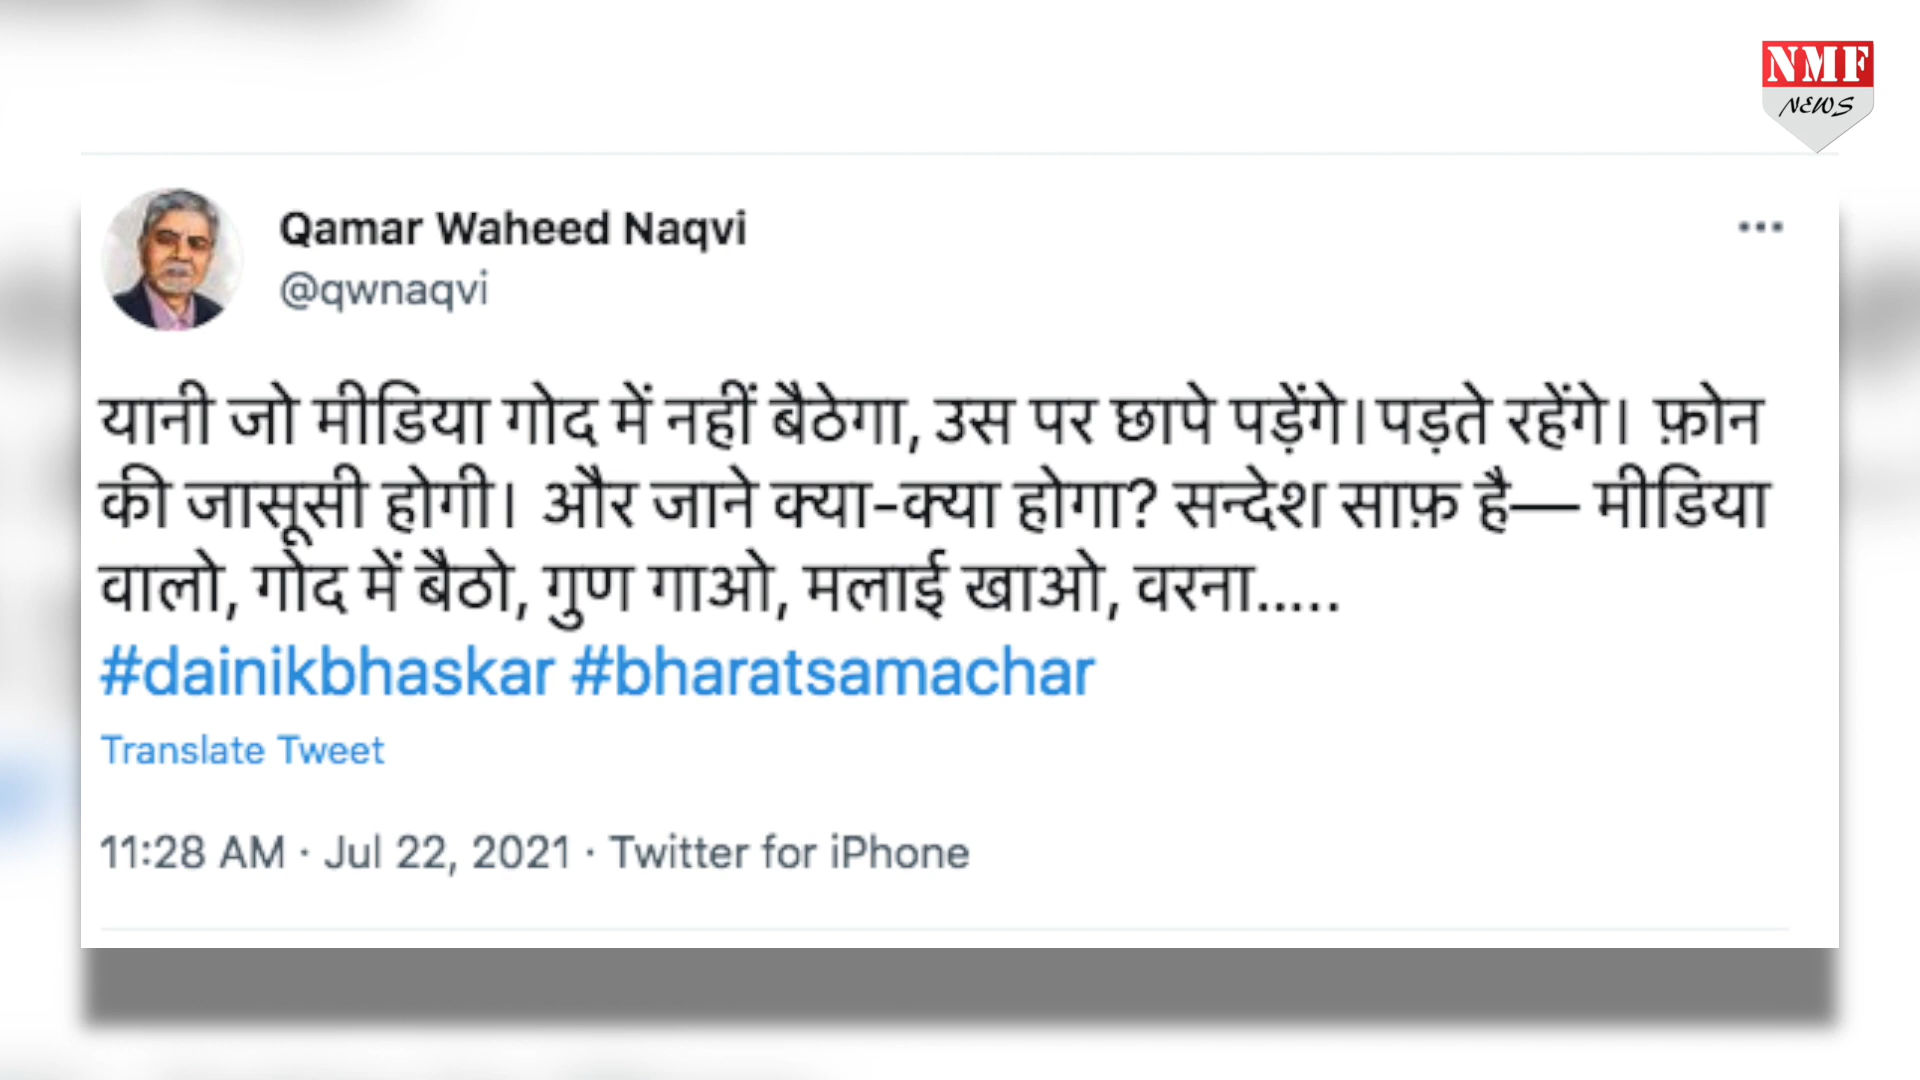 NMF
NEWS
Qamar Waheed Naqvi
@qwnaqvi
यानी जो मीडिया गोद में नहीं बैठेगा, उस पर छापे पड़ेंगे। पड़ते रहेंगे। फ़ोन
की जासूसी होगी। और जाने क्या-क्या होगा? सन्देश साफ़ है— मीडिया
वालो, गोद में बैठो, गुण गाओ, मलाई खाओ, वरना.....
#dainikbhaskar #bharatsamachar
Translate Tweet
11:28 AM · Jul 22, 2021 · Twitter for iPhone